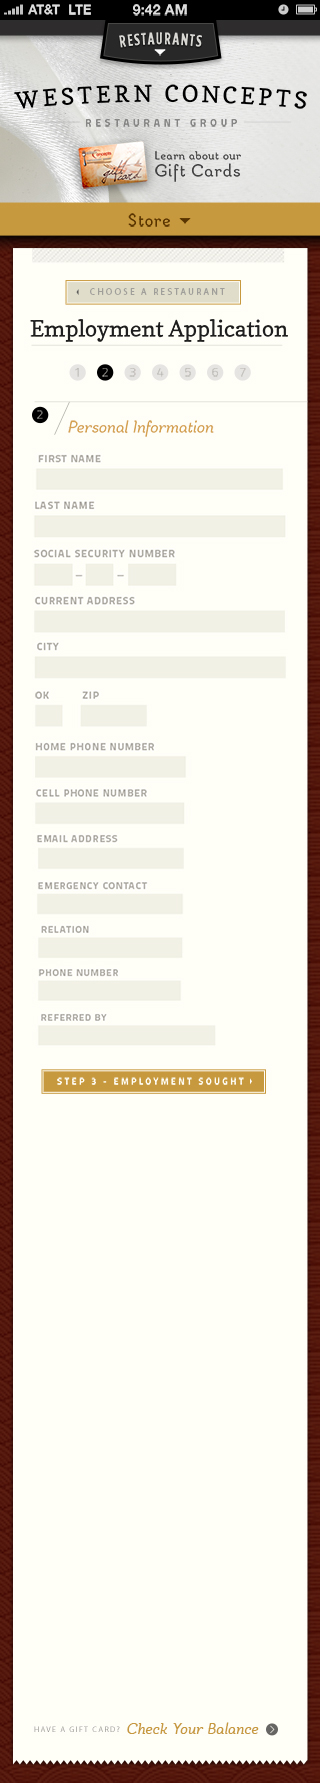 AT&T LTE 9:42 AM
RESTAURANTS
WESTERN CONCEPTS
RESTAURANT GROUP
Learn about our
Gift Cards
gift card
Store
CHOOSE A RESTAURANT
Employment Application
1 2 3 4 5 6 7
2 Personal Information
FIRST NAME
LAST NAME
SOCIAL SECURITY NUMBER
– –
CURRENT ADDRESS
CITY
OK ZIP
HOME PHONE NUMBER
CELL PHONE NUMBER
EMAIL ADDRESS
EMERGENCY CONTACT
RELATION
PHONE NUMBER
REFERRED BY
STEP 3 - EMPLOYMENT SOUGHT
HAVE A GIFT CARD? Check Your Balance